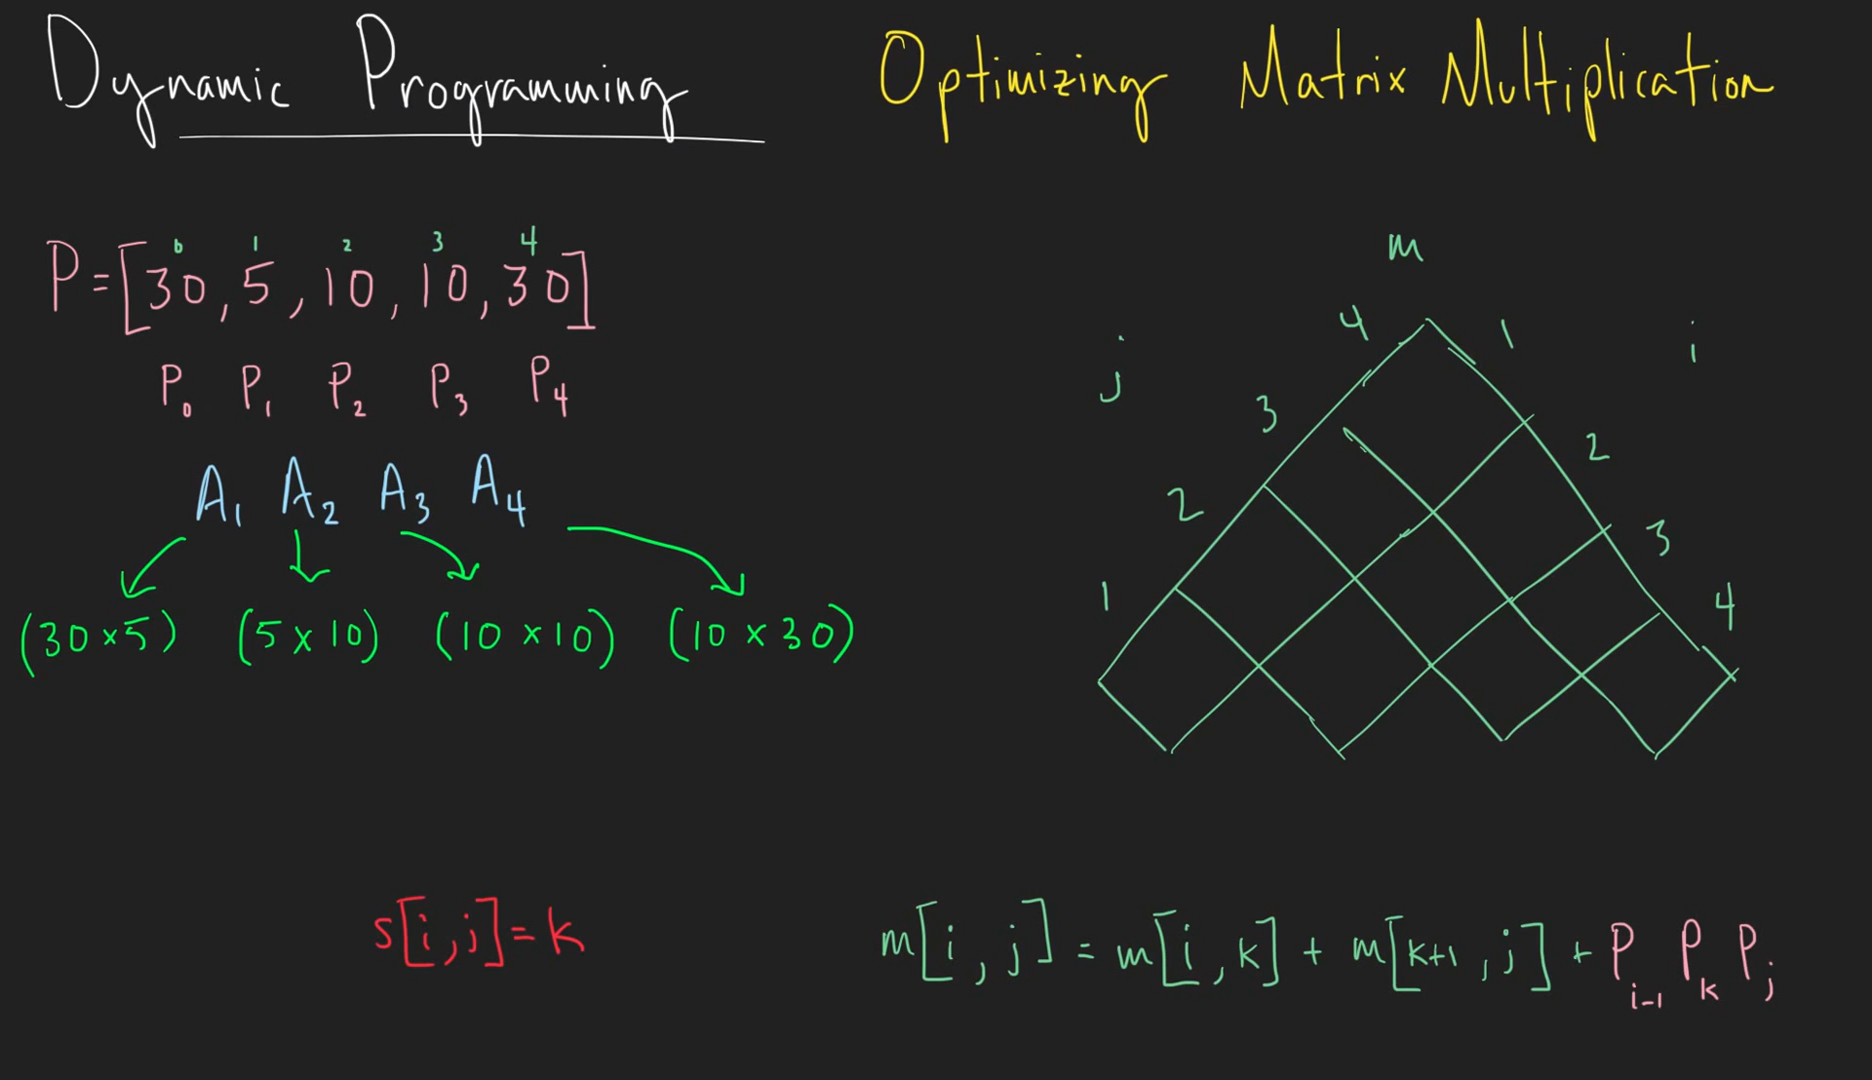 Dynamic Programming
Optimizing Matrix Multiplication
0 1 2 3 4
P=[30, 5, 10, 10, 30]
P₀ P₁ P₂ P₃ P₄
A₁ A₂ A₃ A₄
(30×5) (5×10) (10×10) (10×30)
m
j
i
4 1
3 2
2 3
1 4
s[i,j]=k
m[i,j] = m[i,k] + m[k+1,j] + Pᵢ₋₁ Pₖ Pⱼ